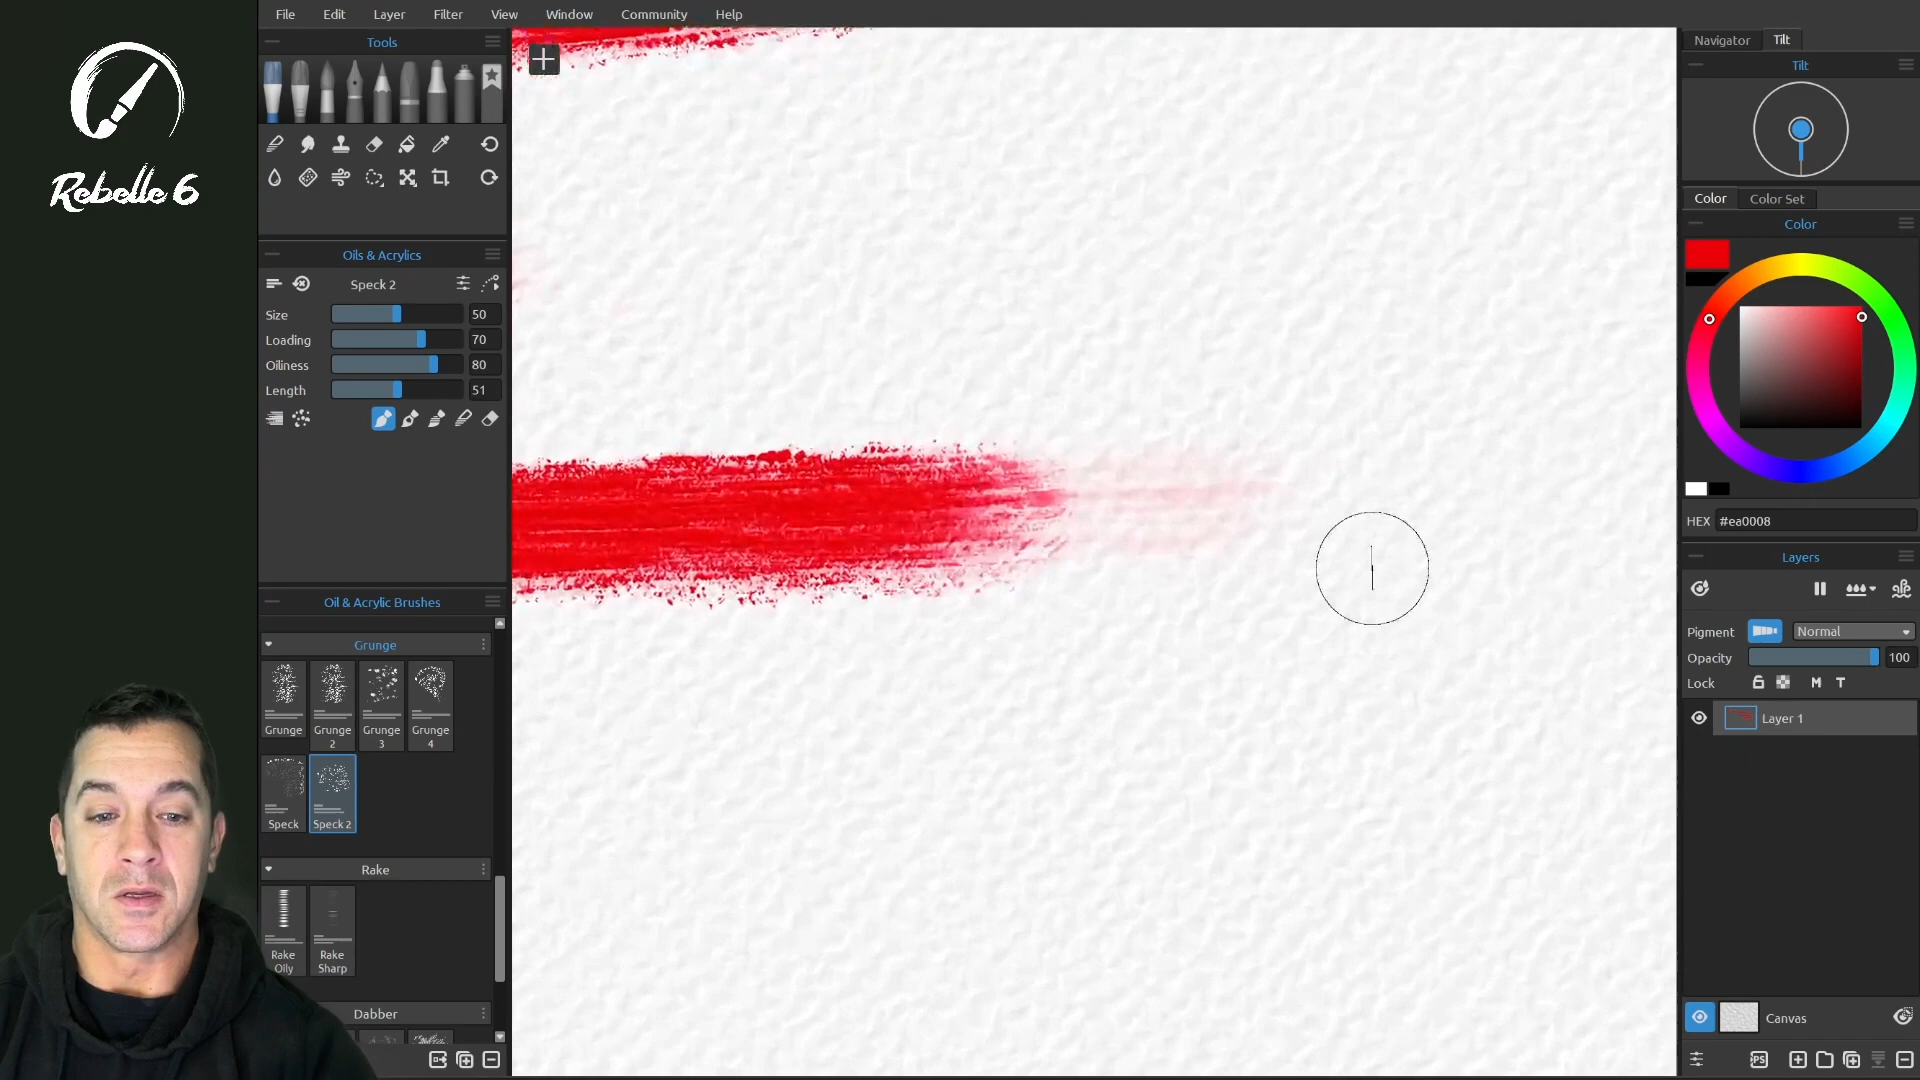 Rebelle 6
File Edit Layer Filter View Window Community Help
Tools
Oils & Acrylics
Speck 2
Size 50
Loading 70
Oiliness 80
Length 51
Oil & Acrylic Brushes
Grunge
Grunge
Grunge 2
Grunge 3
Grunge 4
Speck
Speck 2
Rake
Rake Oily
Rake Sharp
Dabber
Navigator Tilt
Tilt
Color Color Set
Color
HEX #ea0008
Layers
Pigment Normal
Opacity 100
Lock M T
Layer 1
Canvas
PS